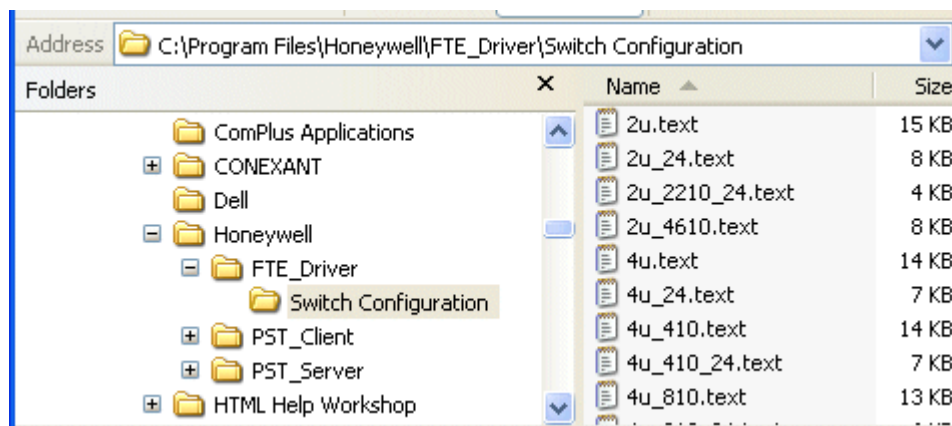 Address C:\Program Files\Honeywell\FTE_Driver\Switch Configuration
Folders
ComPlus Applications
CONEXANT
Dell
Honeywell
FTE_Driver
Switch Configuration
PST_Client
PST_Server
HTML Help Workshop
Name Size
2u.text 15 KB
2u_24.text 8 KB
2u_2210_24.text 4 KB
2u_4610.text 8 KB
4u.text 14 KB
4u_24.text 7 KB
4u_410.text 14 KB
4u_410_24.text 7 KB
4u_810.text 13 KB